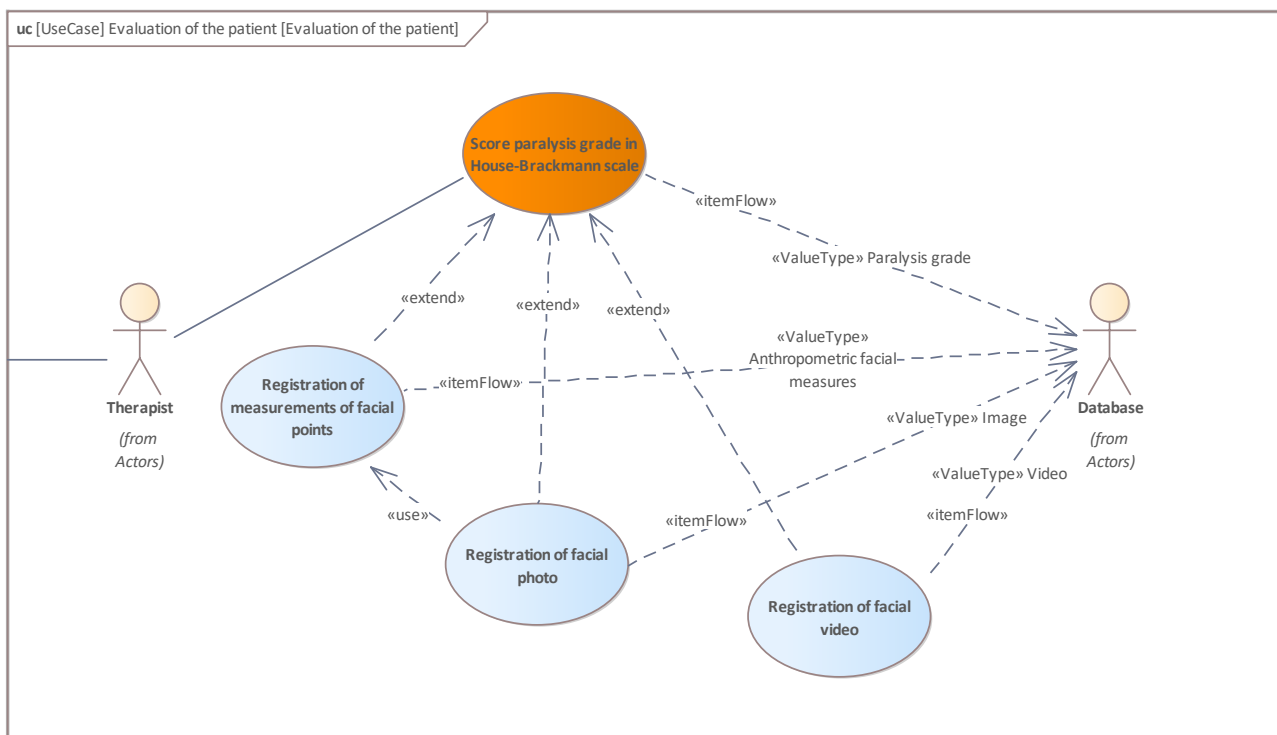 uc [UseCase] Evaluation of the patient [Evaluation of the patient]
Score paralysis grade in
House-Brackmann scale
«itemFlow»
«ValueType» Paralysis grade
«extend»
«extend»
«extend»
«ValueType»
Anthropometric facial
measures
«itemFlow»
Registration of
measurements of facial
points
Therapist
(from
Actors)
Database
(from
Actors)
«ValueType» Image
«ValueType» Video
«use»
«itemFlow»
«itemFlow»
Registration of facial
photo
Registration of facial
video